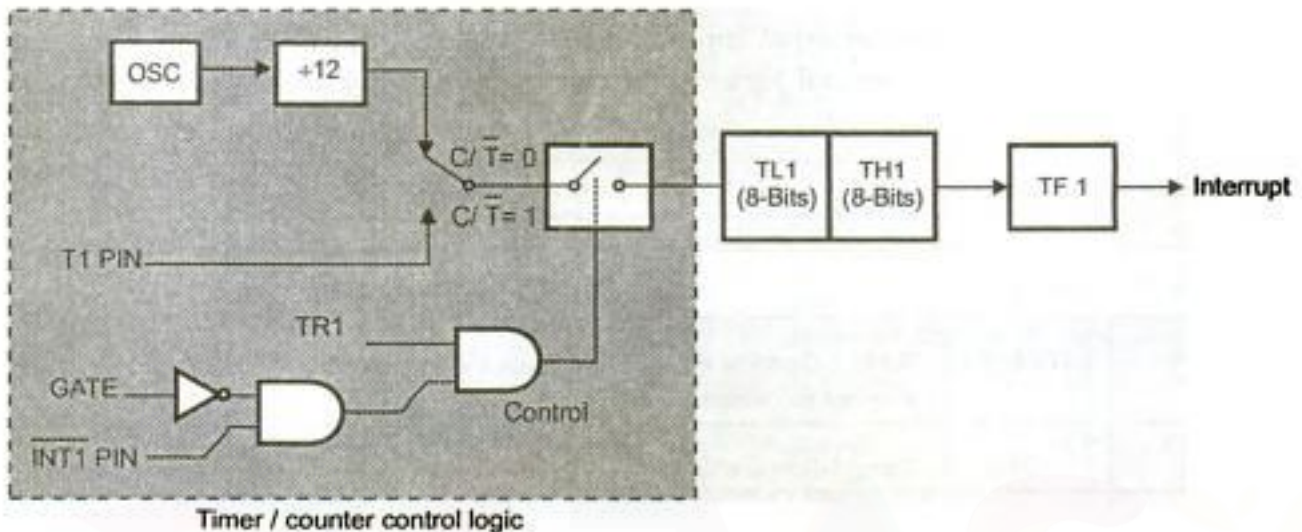 OSC
÷12
C/T̅= 0
C/T̅= 1
T1 PIN
TL1
(8-Bits)
TH1
(8-Bits)
TF 1
Interrupt
TR1
GATE
I̅N̅T̅1̅ PIN
Control
Timer / counter control logic